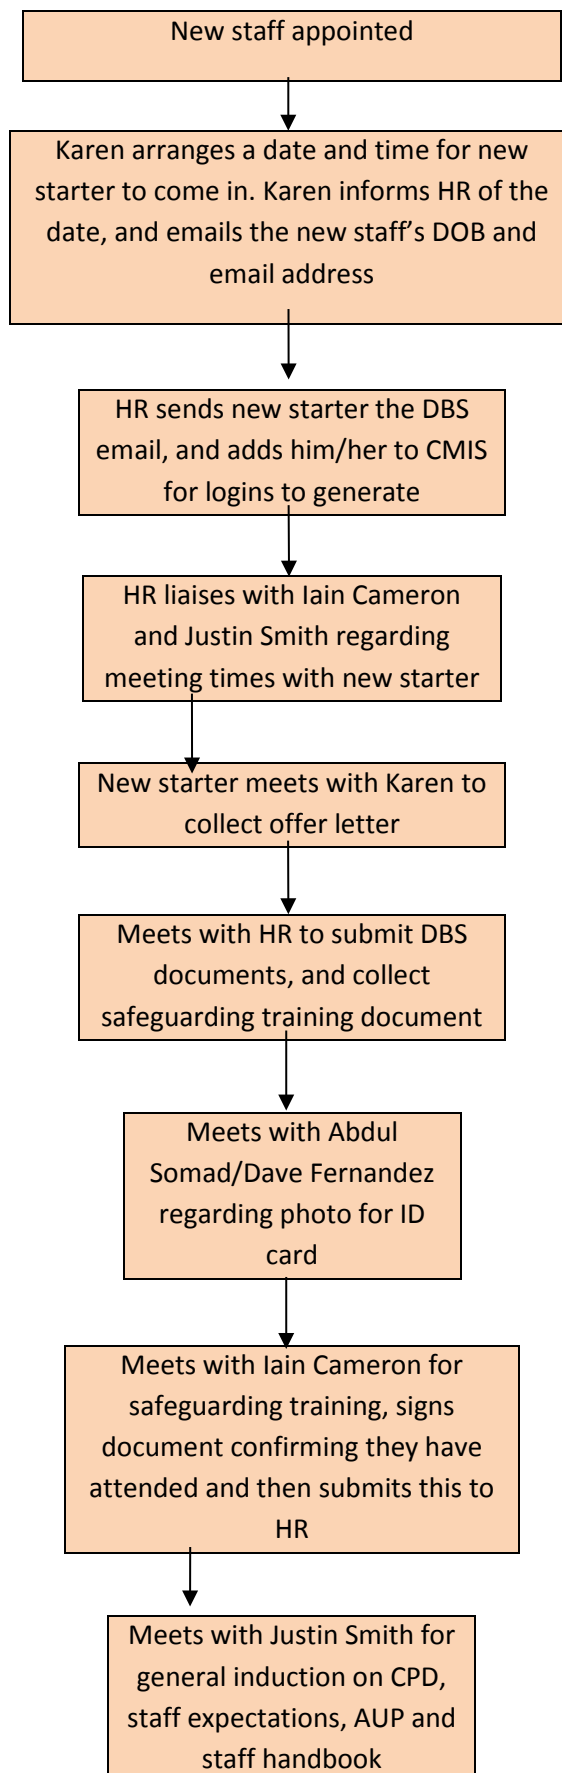 New staff appointed
Karen arranges a date and time for new
starter to come in. Karen informs HR of the
date, and emails the new staff’s DOB and
email address
HR sends new starter the DBS
email, and adds him/her to CMIS
for logins to generate
HR liaises with Iain Cameron
and Justin Smith regarding
meeting times with new starter
New starter meets with Karen to
collect offer letter
Meets with HR to submit DBS
documents, and collect
safeguarding training document
Meets with Abdul
Somad/Dave Fernandez
regarding photo for ID
card
Meets with Iain Cameron for
safeguarding training, signs
document confirming they have
attended and then submits this to
HR
Meets with Justin Smith for
general induction on CPD,
staff expectations, AUP and
staff handbook